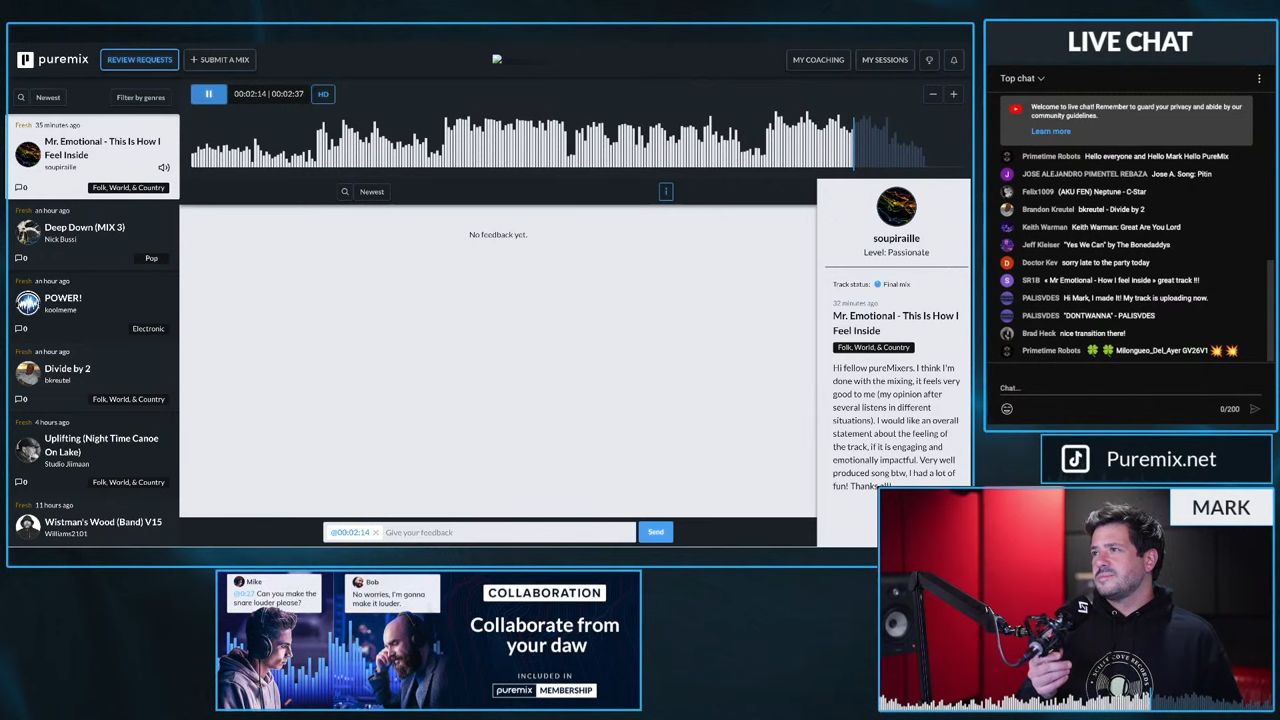 puremix
REVIEW REQUESTS
+ SUBMIT A MIX
MY COACHING
MY SESSIONS
Newest
Filter by genres
00:02:14 | 00:02:37
HD
Fresh 35 minutes ago
Mr. Emotional - This Is How I
Feel Inside
soupiraille
0
Folk, World, & Country
Fresh an hour ago
Deep Down (MIX 3)
Nick Bussi
0
Pop
Fresh an hour ago
POWER!
koolmeme
0
Electronic
Fresh an hour ago
Divide by 2
bkreutel
0
Folk, World, & Country
Fresh 4 hours ago
Uplifting (Night Time Canoe
On Lake)
Studio Jiimaan
0
Folk, World, & Country
Fresh 11 hours ago
Wistman's Wood (Band) V15
Williams2101
Newest
No feedback yet.
@00:02:14 ×
Give your feedback
Send
soupiraille
Level: Passionate
Track status: Final mix
32 minutes ago
Mr. Emotional - This Is How I
Feel Inside
Folk, World, & Country
Hi fellow pureMixers. I think I'm
done with the mixing, it feels very
good to me (my opinion after
several listens in different
situations). I would like an overall
statement about the feeling of
the track, if it is engaging and
emotionally impactful. Very well
produced song btw, I had a lot of
fun! Thanks all!
LIVE CHAT
Top chat
Welcome to live chat! Remember to guard your privacy and abide by our
community guidelines.
Learn more
Primetime Robots Hello everyone and Hello Mark Hello PureMix
JOSE ALEJANDRO PIMENTEL REBAZA Jose A. Song: Pitin
Felix1009 (AKU FEN) Neptune - C-Star
Brandon Kreutel bkreutel - Divide by 2
Keith Warman Keith Warman: Great Are You Lord
Jeff Kleiser "Yes We Can" by The Bonedaddys
Doctor Kev sorry late to the party today
SR1B « Mr Emotional - How I feel Inside » great track !!!
PALISVDES Hi Mark, I made It! My track is uploading now.
PALISVDES "DONTWANNA" - PALISVDES
Brad Heck nice transition there!
Primetime Robots 🍀 🍀 Milongueo_Del_Ayer GV26V1 💥 💥
Chat...
0/200
Puremix.net
MARK
SCILLY COVE RECORDS
Mike
@0:27 Can you make the
snare louder please?
Bob
No worries, I'm gonna
make it louder.
COLLABORATION
Collaborate from
your daw
INCLUDED IN
puremix MEMBERSHIP